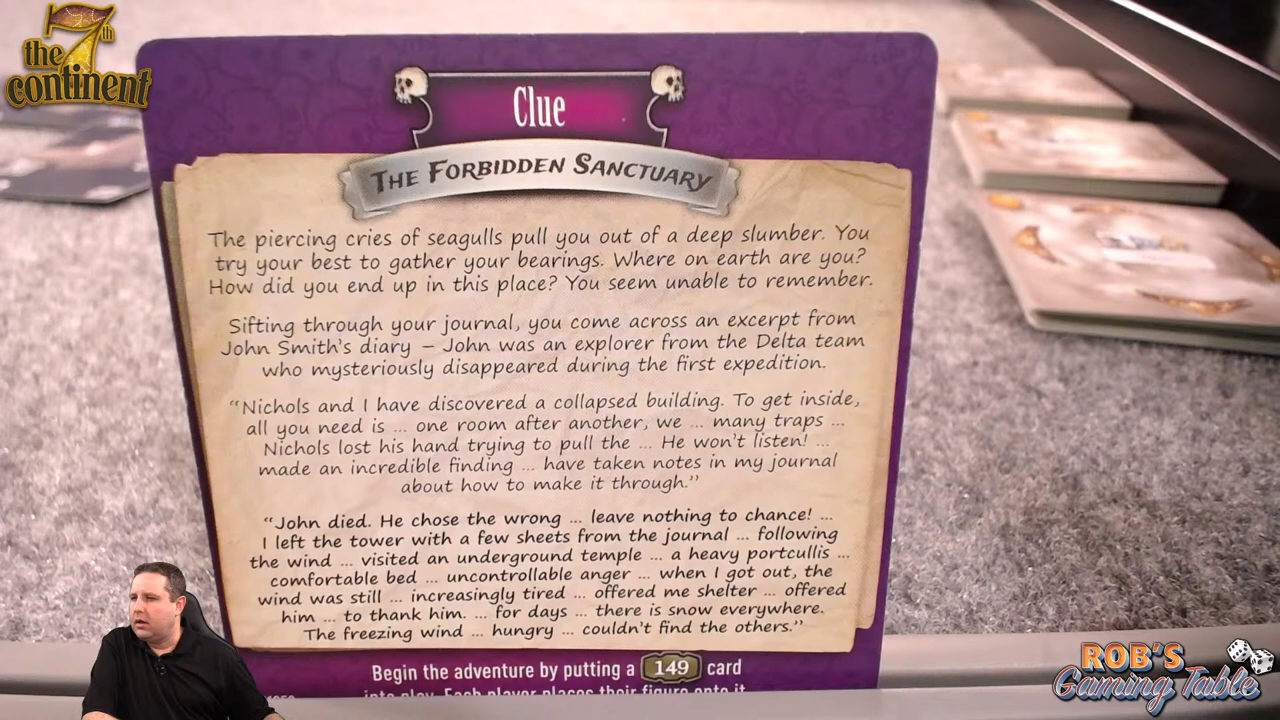 the 7th
continent
Clue
THE FORBIDDEN SANCTUARY
The piercing cries of seagulls pull you out of a deep slumber. You
try your best to gather your bearings. Where on earth are you?
How did you end up in this place? You seem unable to remember.
Sifting through your journal, you come across an excerpt from
John Smith's diary – John was an explorer from the Delta team
who mysteriously disappeared during the first expedition.
“Nichols and I have discovered a collapsed building. To get inside,
all you need is ... one room after another, we ... many traps ...
Nichols lost his hand trying to pull the ... He won't listen! ...
made an incredible finding ... have taken notes in my journal
about how to make it through.”
“John died. He chose the wrong ... leave nothing to chance! ...
I left the tower with a few sheets from the journal ... following
the wind ... visited an underground temple ... a heavy portcullis ...
comfortable bed ... uncontrollable anger ... when I got out, the
wind was still ... increasingly tired ... offered me shelter ... offered
him ... to thank him. ... for days ... there is snow everywhere.
The freezing wind ... hungry ... couldn't find the others.”
Begin the adventure by putting a 149 card
into play. Each player places their figure onto it
ROB'S
Gaming Table